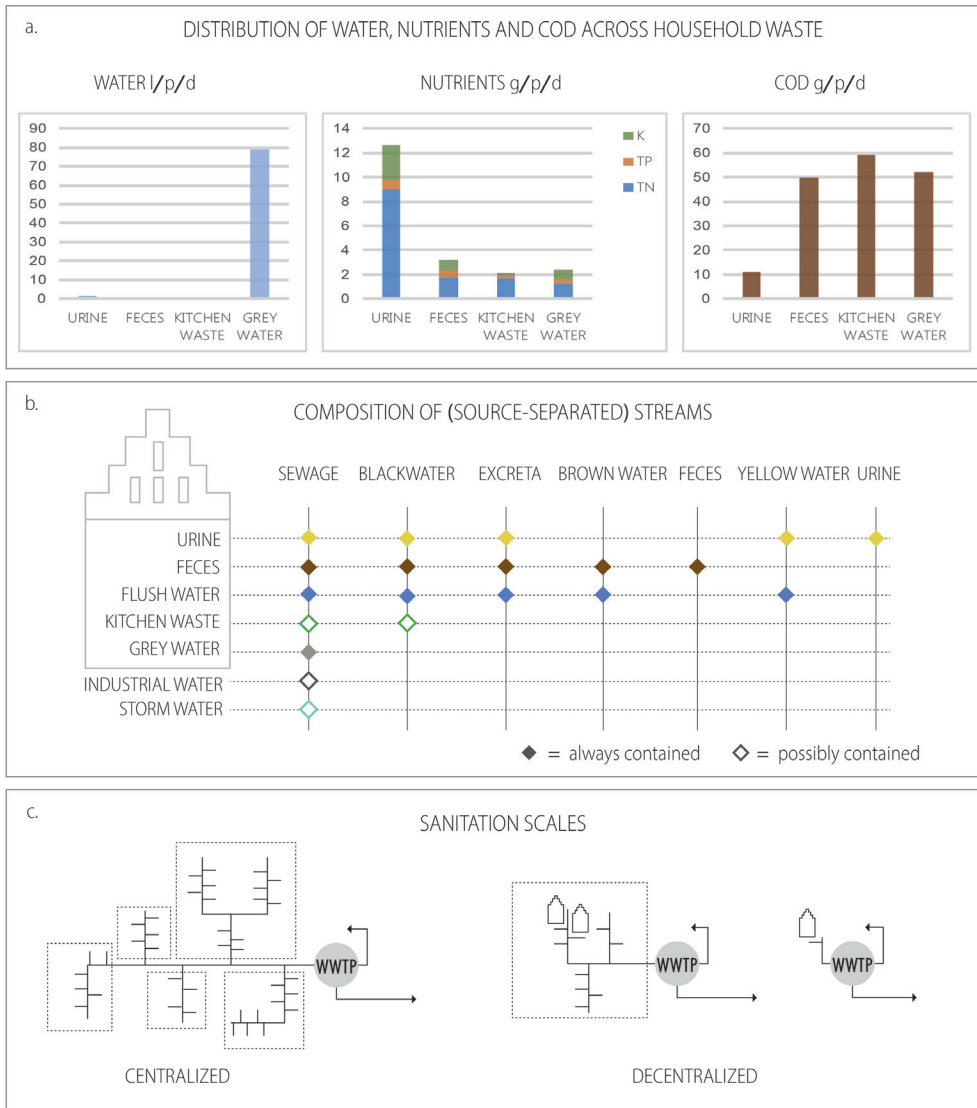 a.
DISTRIBUTION OF WATER, NUTRIENTS AND COD ACROSS HOUSEHOLD WASTE
WATER l/p/d
90
80
70
60
50
40
30
20
10
0
URINE FECES KITCHEN WASTE GREY WATER
NUTRIENTS g/p/d
14
12
10
8
6
4
2
0
K
TP
TN
URINE FECES KITCHEN WASTE GREY WATER
COD g/p/d
70
60
50
40
30
20
10
0
URINE FECES KITCHEN WASTE GREY WATER
b.
COMPOSITION OF (SOURCE-SEPARATED) STREAMS
SEWAGE BLACKWATER EXCRETA BROWN WATER FECES YELLOW WATER URINE
URINE
FECES
FLUSH WATER
KITCHEN WASTE
GREY WATER
INDUSTRIAL WATER
STORM WATER
= always contained = possibly contained
c.
SANITATION SCALES
WWTP WWTP WWTP
CENTRALIZED DECENTRALIZED